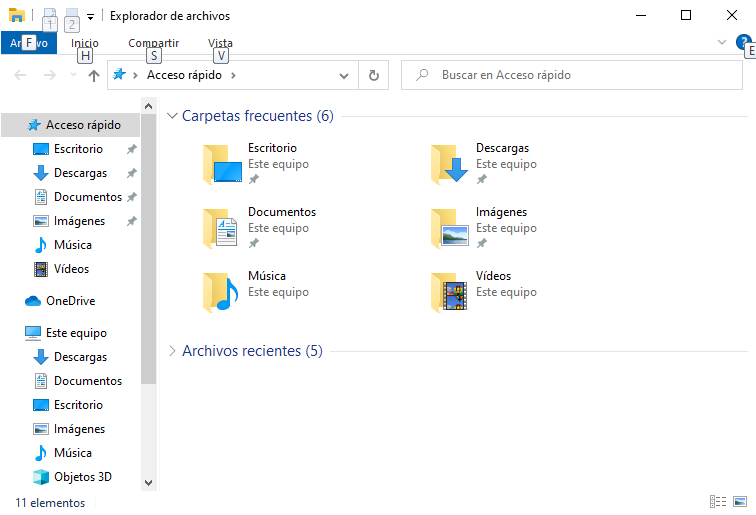 1 2 Explorador de archivos
Archivo Inicio Compartir Vista
F H S V E
Acceso rápido
Buscar en Acceso rápido
Acceso rápido
Escritorio
Descargas
Documentos
Imágenes
Música
Vídeos
OneDrive
Este equipo
Descargas
Documentos
Escritorio
Imágenes
Música
Objetos 3D
Carpetas frecuentes (6)
Escritorio
Este equipo
Descargas
Este equipo
Documentos
Este equipo
Imágenes
Este equipo
Música
Este equipo
Vídeos
Este equipo
Archivos recientes (5)
11 elementos